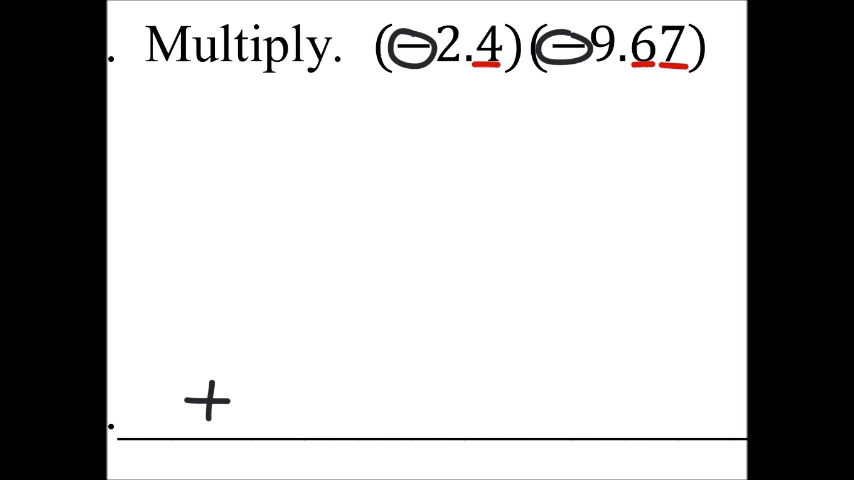 . Multiply. (−2.4)(−9.67)
+
.